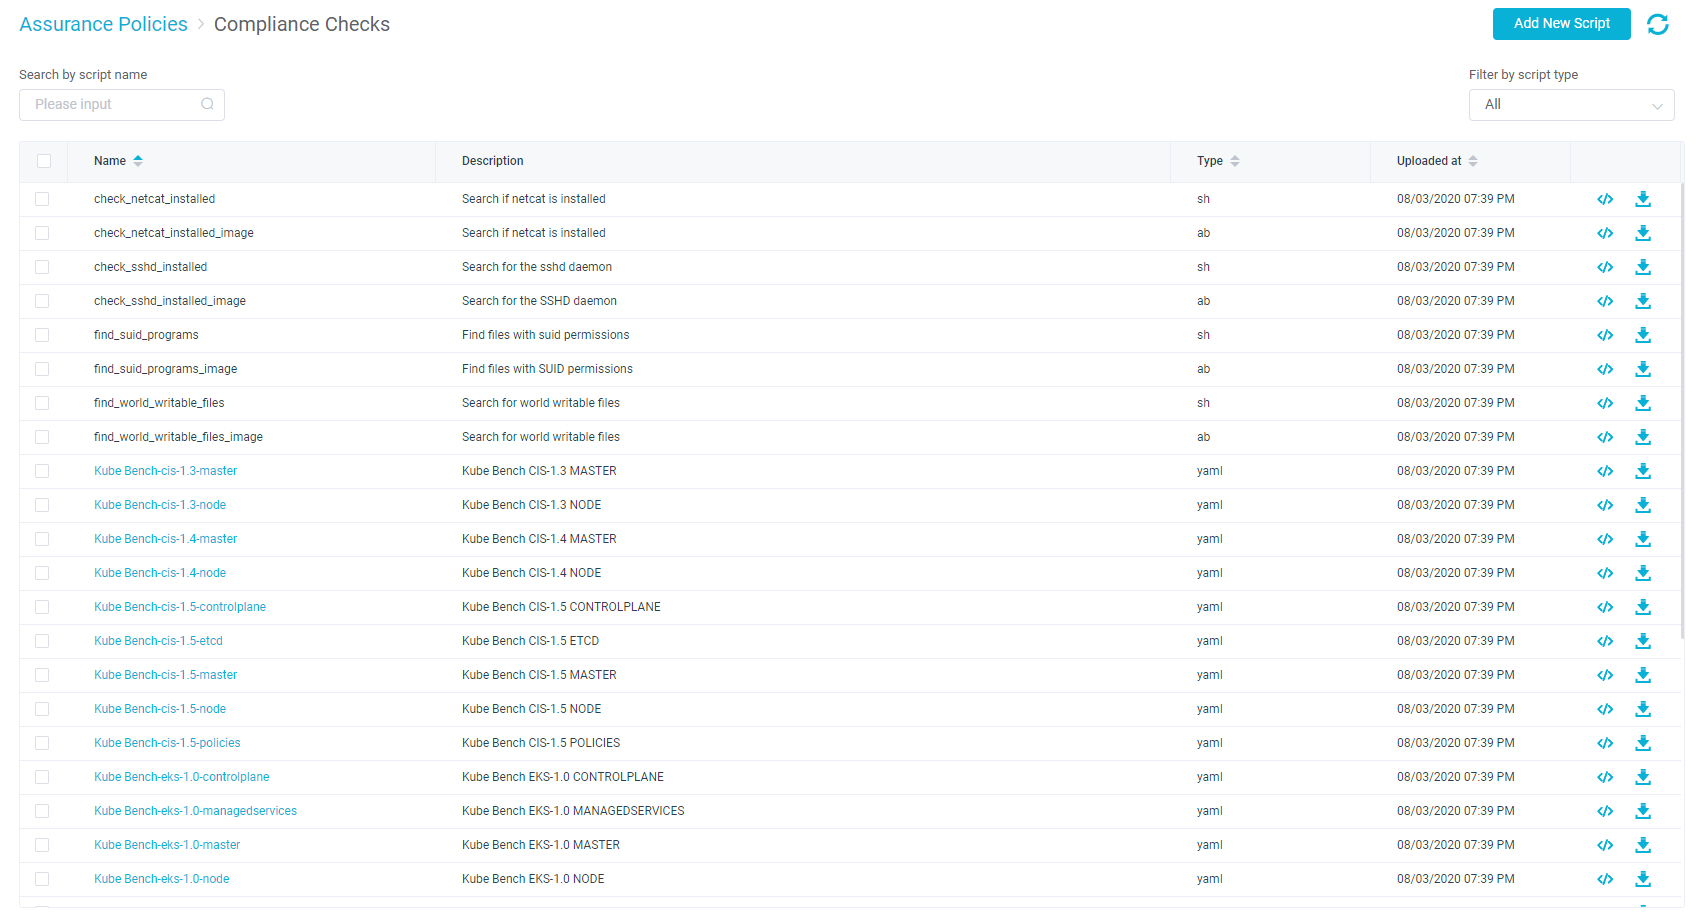 Assurance Policies > Compliance Checks
Add New Script
Search by script name
Filter by script type
Please input
All
Name Description Type Uploaded at
check_netcat_installed Search if netcat is installed sh 08/03/2020 07:39 PM
check_netcat_installed_image Search if netcat is installed ab 08/03/2020 07:39 PM
check_sshd_installed Search for the sshd daemon sh 08/03/2020 07:39 PM
check_sshd_installed_image Search for the SSHD daemon ab 08/03/2020 07:39 PM
find_suid_programs Find files with suid permissions sh 08/03/2020 07:39 PM
find_suid_programs_image Find files with SUID permissions ab 08/03/2020 07:39 PM
find_world_writable_files Search for world writable files sh 08/03/2020 07:39 PM
find_world_writable_files_image Search for world writable files ab 08/03/2020 07:39 PM
Kube Bench-cis-1.3-master Kube Bench CIS-1.3 MASTER yaml 08/03/2020 07:39 PM
Kube Bench-cis-1.3-node Kube Bench CIS-1.3 NODE yaml 08/03/2020 07:39 PM
Kube Bench-cis-1.4-master Kube Bench CIS-1.4 MASTER yaml 08/03/2020 07:39 PM
Kube Bench-cis-1.4-node Kube Bench CIS-1.4 NODE yaml 08/03/2020 07:39 PM
Kube Bench-cis-1.5-controlplane Kube Bench CIS-1.5 CONTROLPLANE yaml 08/03/2020 07:39 PM
Kube Bench-cis-1.5-etcd Kube Bench CIS-1.5 ETCD yaml 08/03/2020 07:39 PM
Kube Bench-cis-1.5-master Kube Bench CIS-1.5 MASTER yaml 08/03/2020 07:39 PM
Kube Bench-cis-1.5-node Kube Bench CIS-1.5 NODE yaml 08/03/2020 07:39 PM
Kube Bench-cis-1.5-policies Kube Bench CIS-1.5 POLICIES yaml 08/03/2020 07:39 PM
Kube Bench-eks-1.0-controlplane Kube Bench EKS-1.0 CONTROLPLANE yaml 08/03/2020 07:39 PM
Kube Bench-eks-1.0-managedservices Kube Bench EKS-1.0 MANAGEDSERVICES yaml 08/03/2020 07:39 PM
Kube Bench-eks-1.0-master Kube Bench EKS-1.0 MASTER yaml 08/03/2020 07:39 PM
Kube Bench-eks-1.0-node Kube Bench EKS-1.0 NODE yaml 08/03/2020 07:39 PM